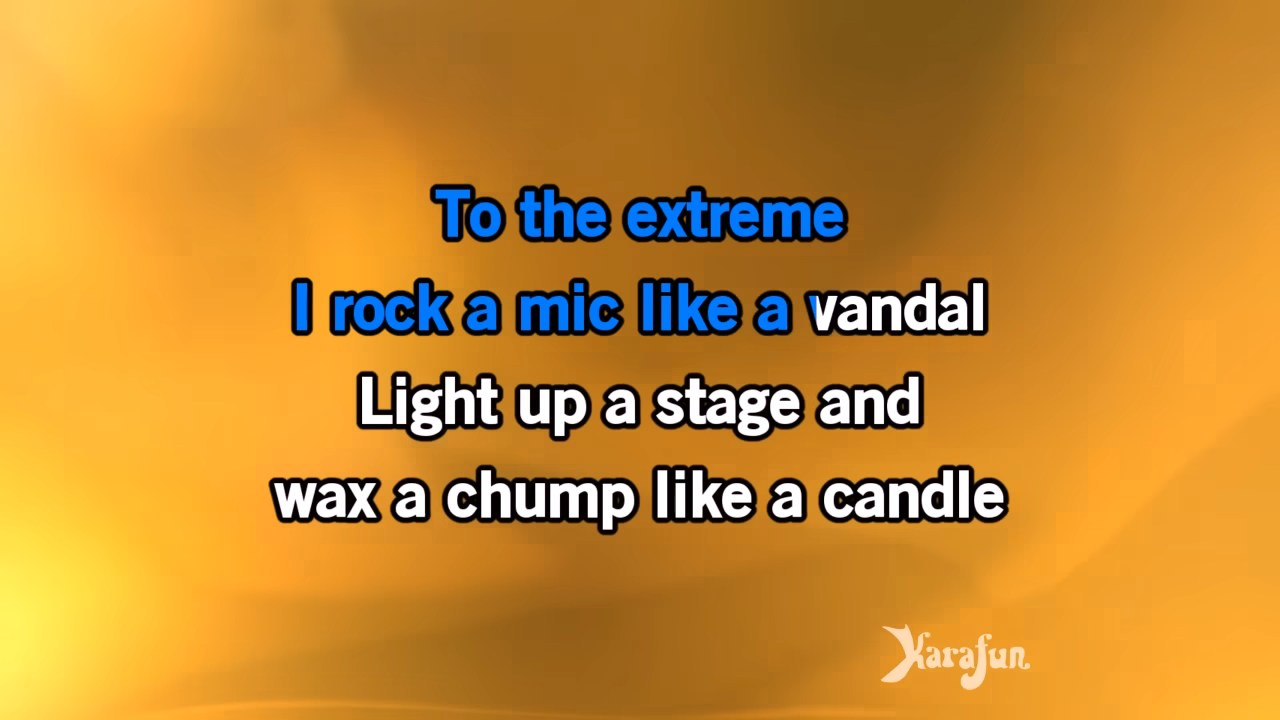 To the extreme
I rock a mic like a vandal
Light up a stage and
wax a chump like a candle
Karafun